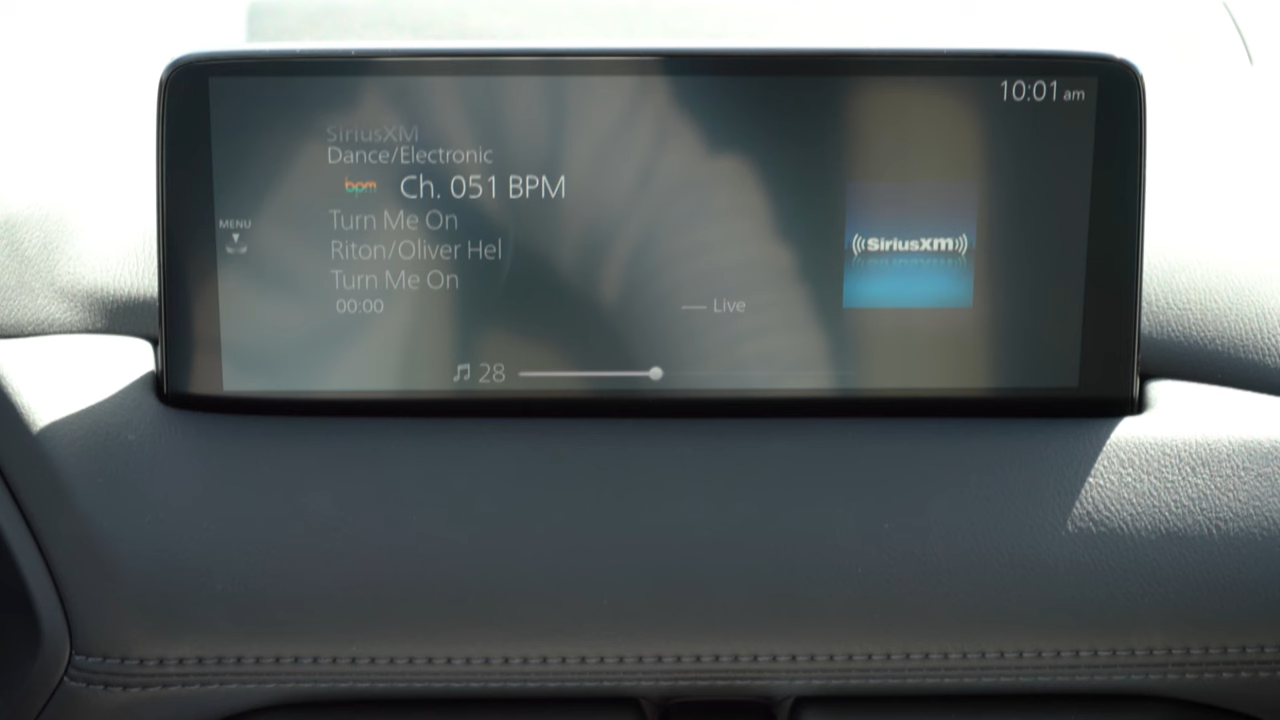 10:01 am
SiriusXM
Dance/Electronic
bpm Ch. 051 BPM
MENU
Turn Me On
Riton/Oliver Hel
Turn Me On
00:00
Live
((SiriusXM))
28